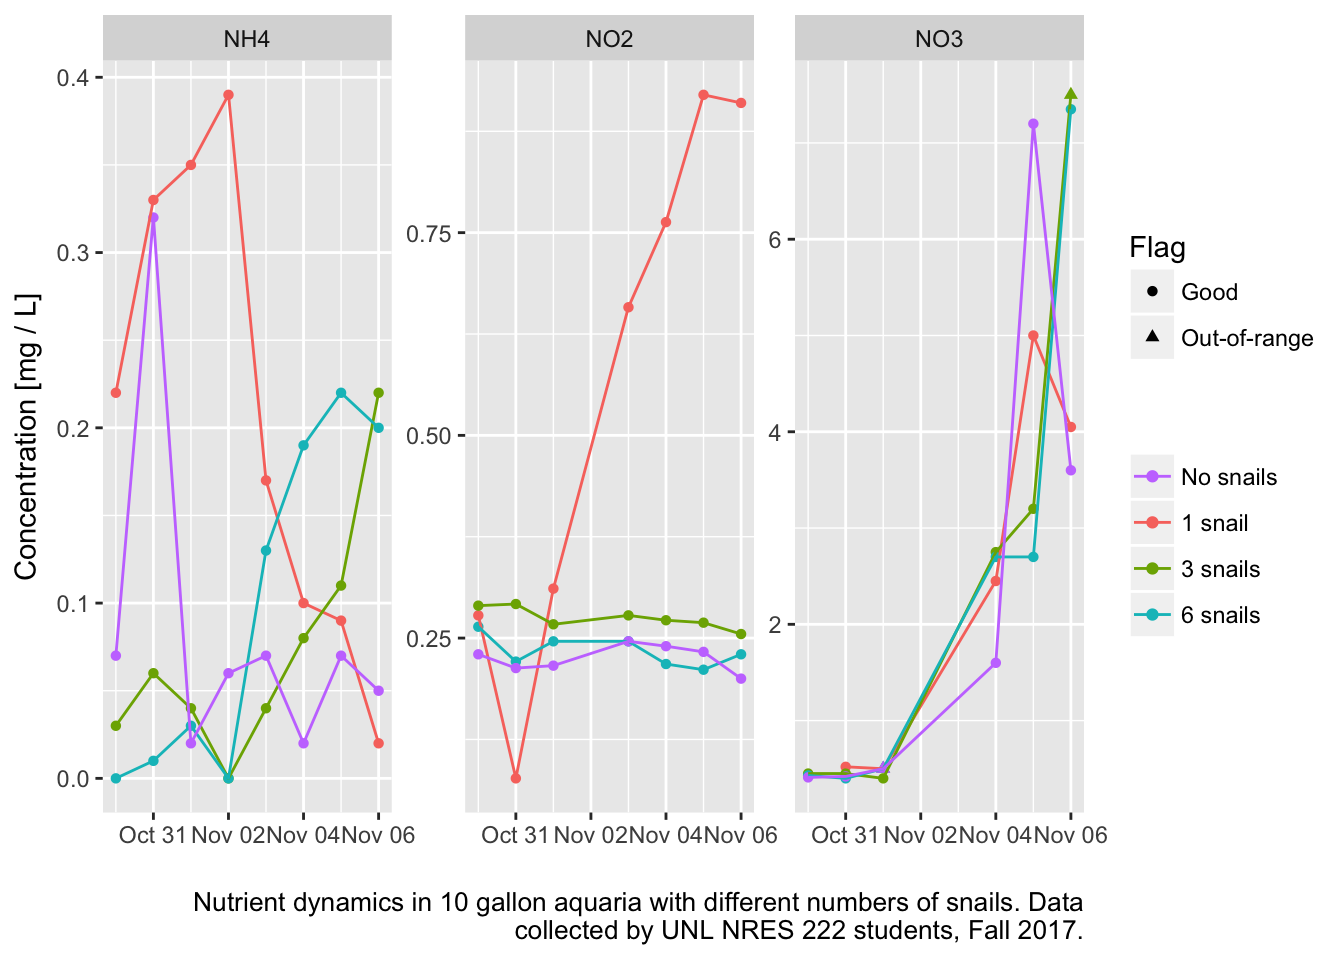 NH4
NO2
NO3
0.4
0.3
0.2
0.1
0.0
0.75
0.50
0.25
6
4
2
Concentration [mg / L]
Oct 31 Nov 02 Nov 04 Nov 06
Oct 31 Nov 02 Nov 04 Nov 06
Oct 31 Nov 02 Nov 04 Nov 06
Flag
Good
Out-of-range
No snails
1 snail
3 snails
6 snails
Nutrient dynamics in 10 gallon aquaria with different numbers of snails. Data
collected by UNL NRES 222 students, Fall 2017.